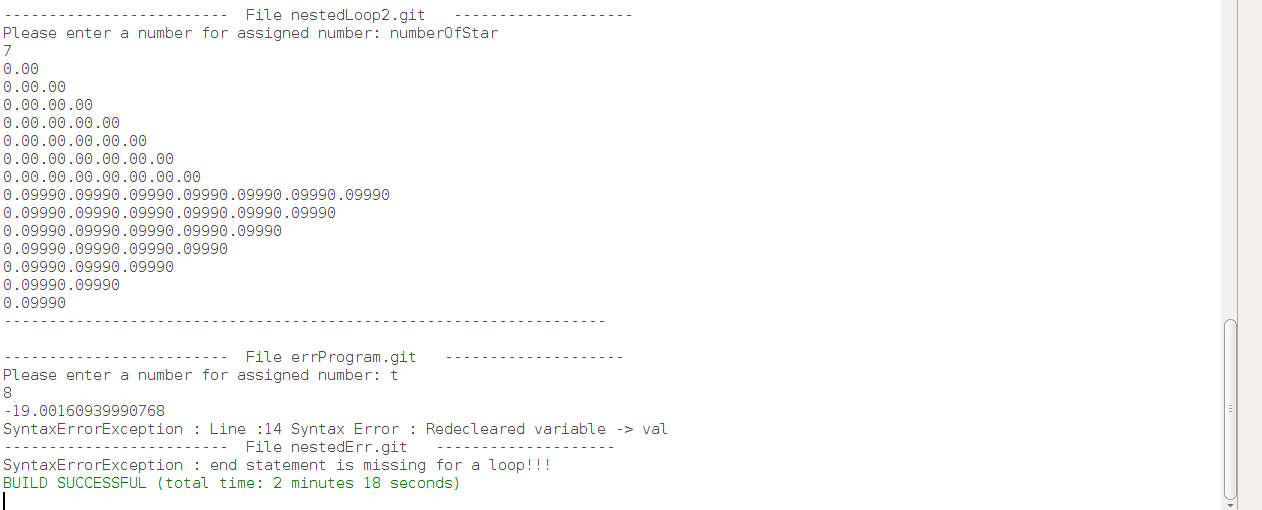 -------------------------  File nestedLoop2.git   --------------------
Please enter a number for assigned number: numberOfStar
7
0.00
0.00.00
0.00.00.00
0.00.00.00.00
0.00.00.00.00.00
0.00.00.00.00.00.00
0.00.00.00.00.00.00.00
0.09990.09990.09990.09990.09990.09990.09990
0.09990.09990.09990.09990.09990.09990
0.09990.09990.09990.09990.09990
0.09990.09990.09990.09990
0.09990.09990.09990
0.09990.09990
0.09990
-------------------------------------------------------------------
-------------------------  File errProgram.git   --------------------
Please enter a number for assigned number: t
8
-19.00160939990768
SyntaxErrorException : Line :14 Syntax Error : Redecleared variable -> val
-------------------------  File nestedErr.git   --------------------
SyntaxErrorException : end statement is missing for a loop!!!
BUILD SUCCESSFUL (total time: 2 minutes 18 seconds)